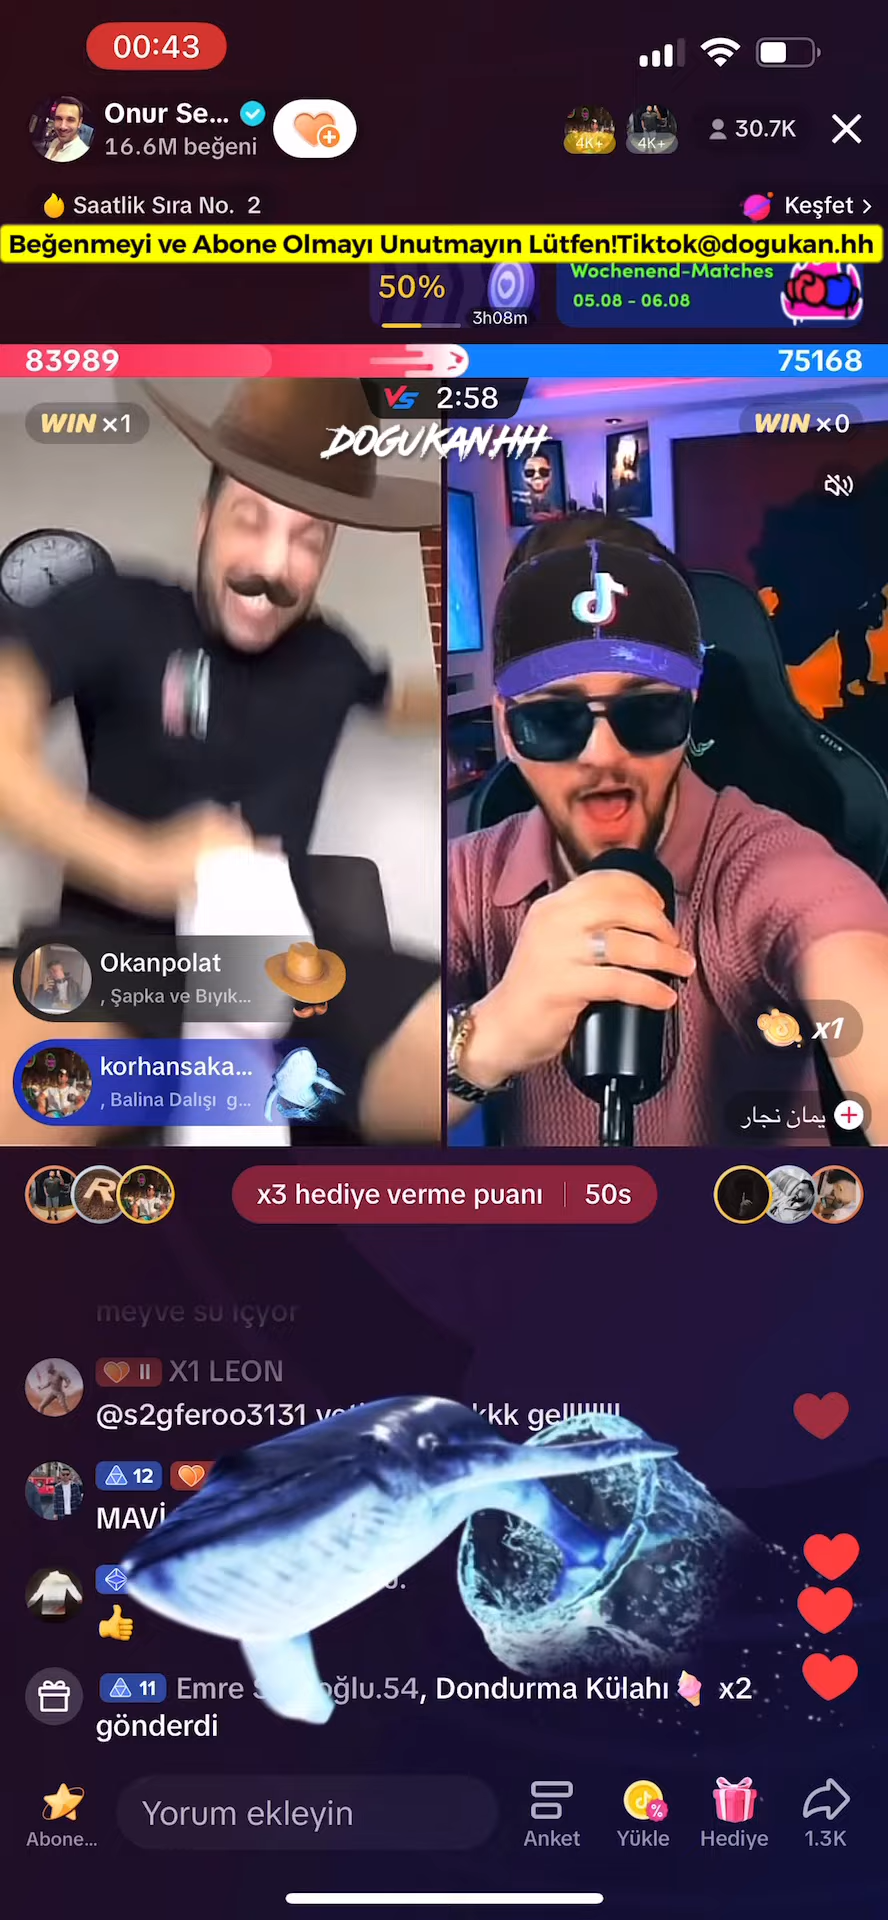 00:43
Onur Se...
16.6M beğeni
4K+
4K+
30.7K
Saatlik Sıra No. 2
Keşfet >
Beğenmeyi ve Abone Olmayı Unutmayın Lütfen!Tiktok@dogukan.hh
50%
3h08m
Wochenend-Matches
05.08 - 06.08
83989
75168
VS 2:58
WIN x1
WIN x0
DOGUKAN.HH
Okanpolat
, Şapka ve Bıyık...
korhansaka...
, Balina Dalışı g...
x1
يمان نجار
R
x3 hediye verme puanı
50s
meyve su içyor
II X1 LEON
@s2gferoo3131
gel!!!!!!!!
12
MAVİ
11 Emre
oğlu.54, Dondurma Külahı x2
gönderdi
Abone...
Yorum ekleyin
Anket
Yükle
Hediye
1.3K